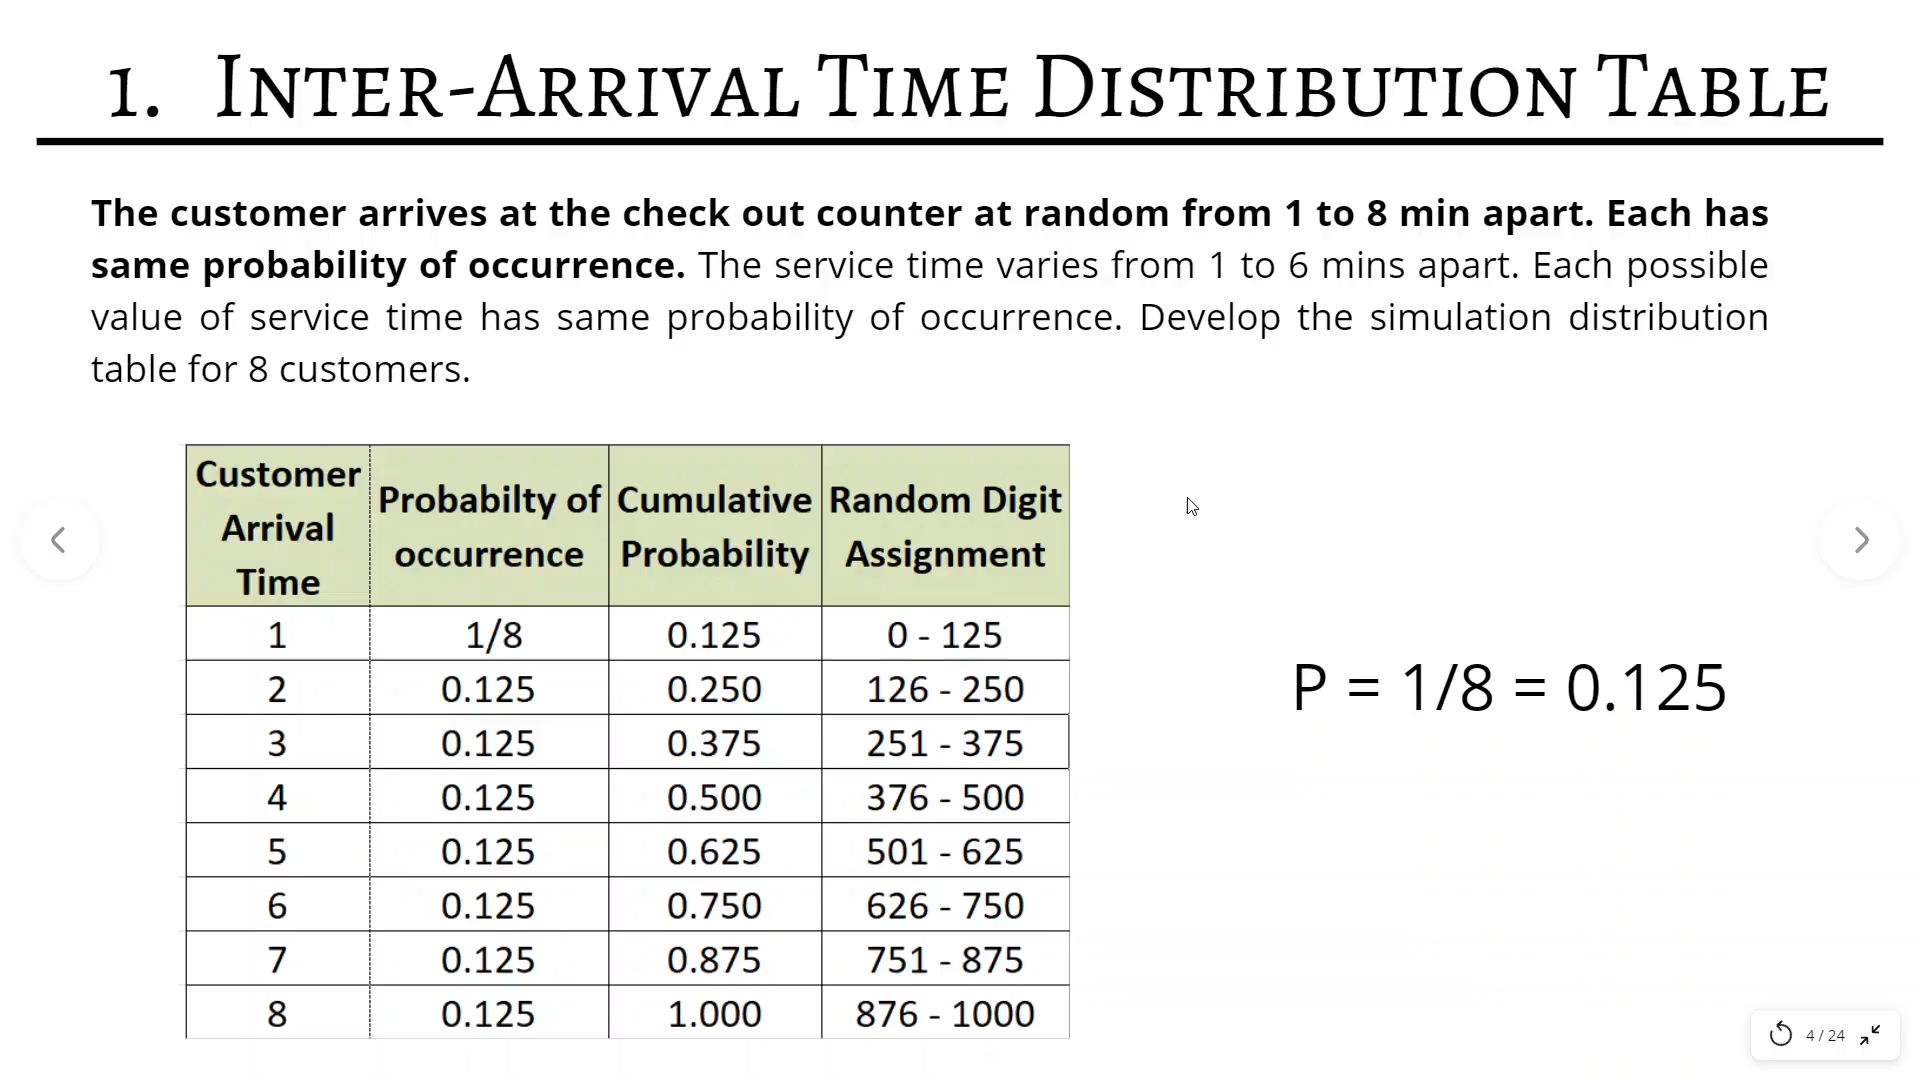 1. Inter-Arrival Time Distribution Table
The customer arrives at the check out counter at random from 1 to 8 min apart. Each has
same probability of occurrence. The service time varies from 1 to 6 mins apart. Each possible
value of service time has same probability of occurrence. Develop the simulation distribution
table for 8 customers.
Customer Arrival Time Probabilty of occurrence Cumulative Probability Random Digit Assignment
1 1/8 0.125 0 - 125
2 0.125 0.250 126 - 250
3 0.125 0.375 251 - 375
4 0.125 0.500 376 - 500
5 0.125 0.625 501 - 625
6 0.125 0.750 626 - 750
7 0.125 0.875 751 - 875
8 0.125 1.000 876 - 1000
P = 1/8 = 0.125
4 / 24